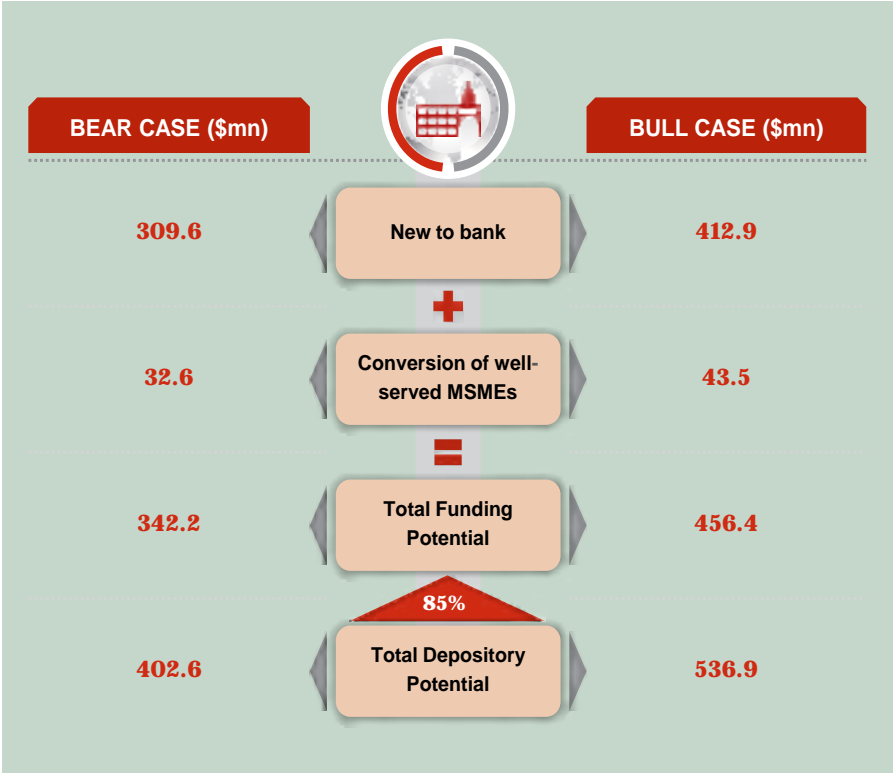 BEAR CASE ($mn)
BULL CASE ($mn)
309.6
New to bank
412.9
32.6
Conversion of well-
served MSMEs
43.5
342.2
Total Funding
Potential
456.4
85%
402.6
Total Depository
Potential
536.9